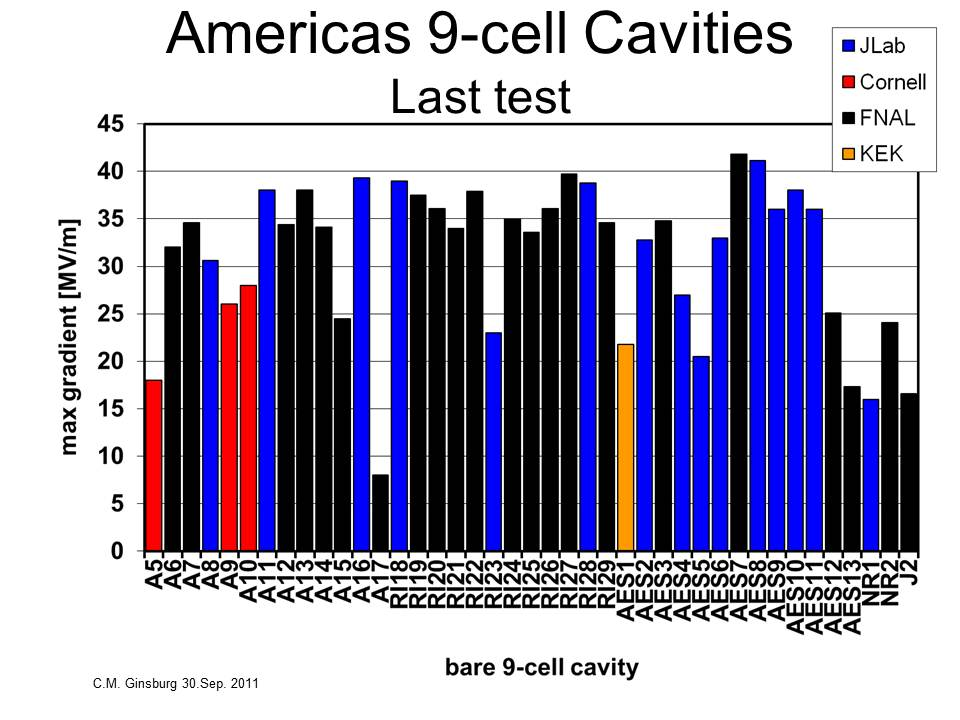 Americas 9-cell Cavities
Last test
JLab
Cornell
FNAL
KEK
max gradient [MV/m]
45
40
35
30
25
20
15
10
5
0
A5
A6
A7
A8
A9
A10
A11
A12
A13
A14
A15
A16
A17
RI18
RI19
RI20
RI21
RI22
RI23
RI24
RI25
RI26
RI27
RI28
RI29
AES1
AES2
AES3
AES4
AES5
AES6
AES7
AES8
AES9
AES10
AES11
AES12
AES13
NR1
NR2
J2
bare 9-cell cavity
C.M. Ginsburg 30.Sep. 2011